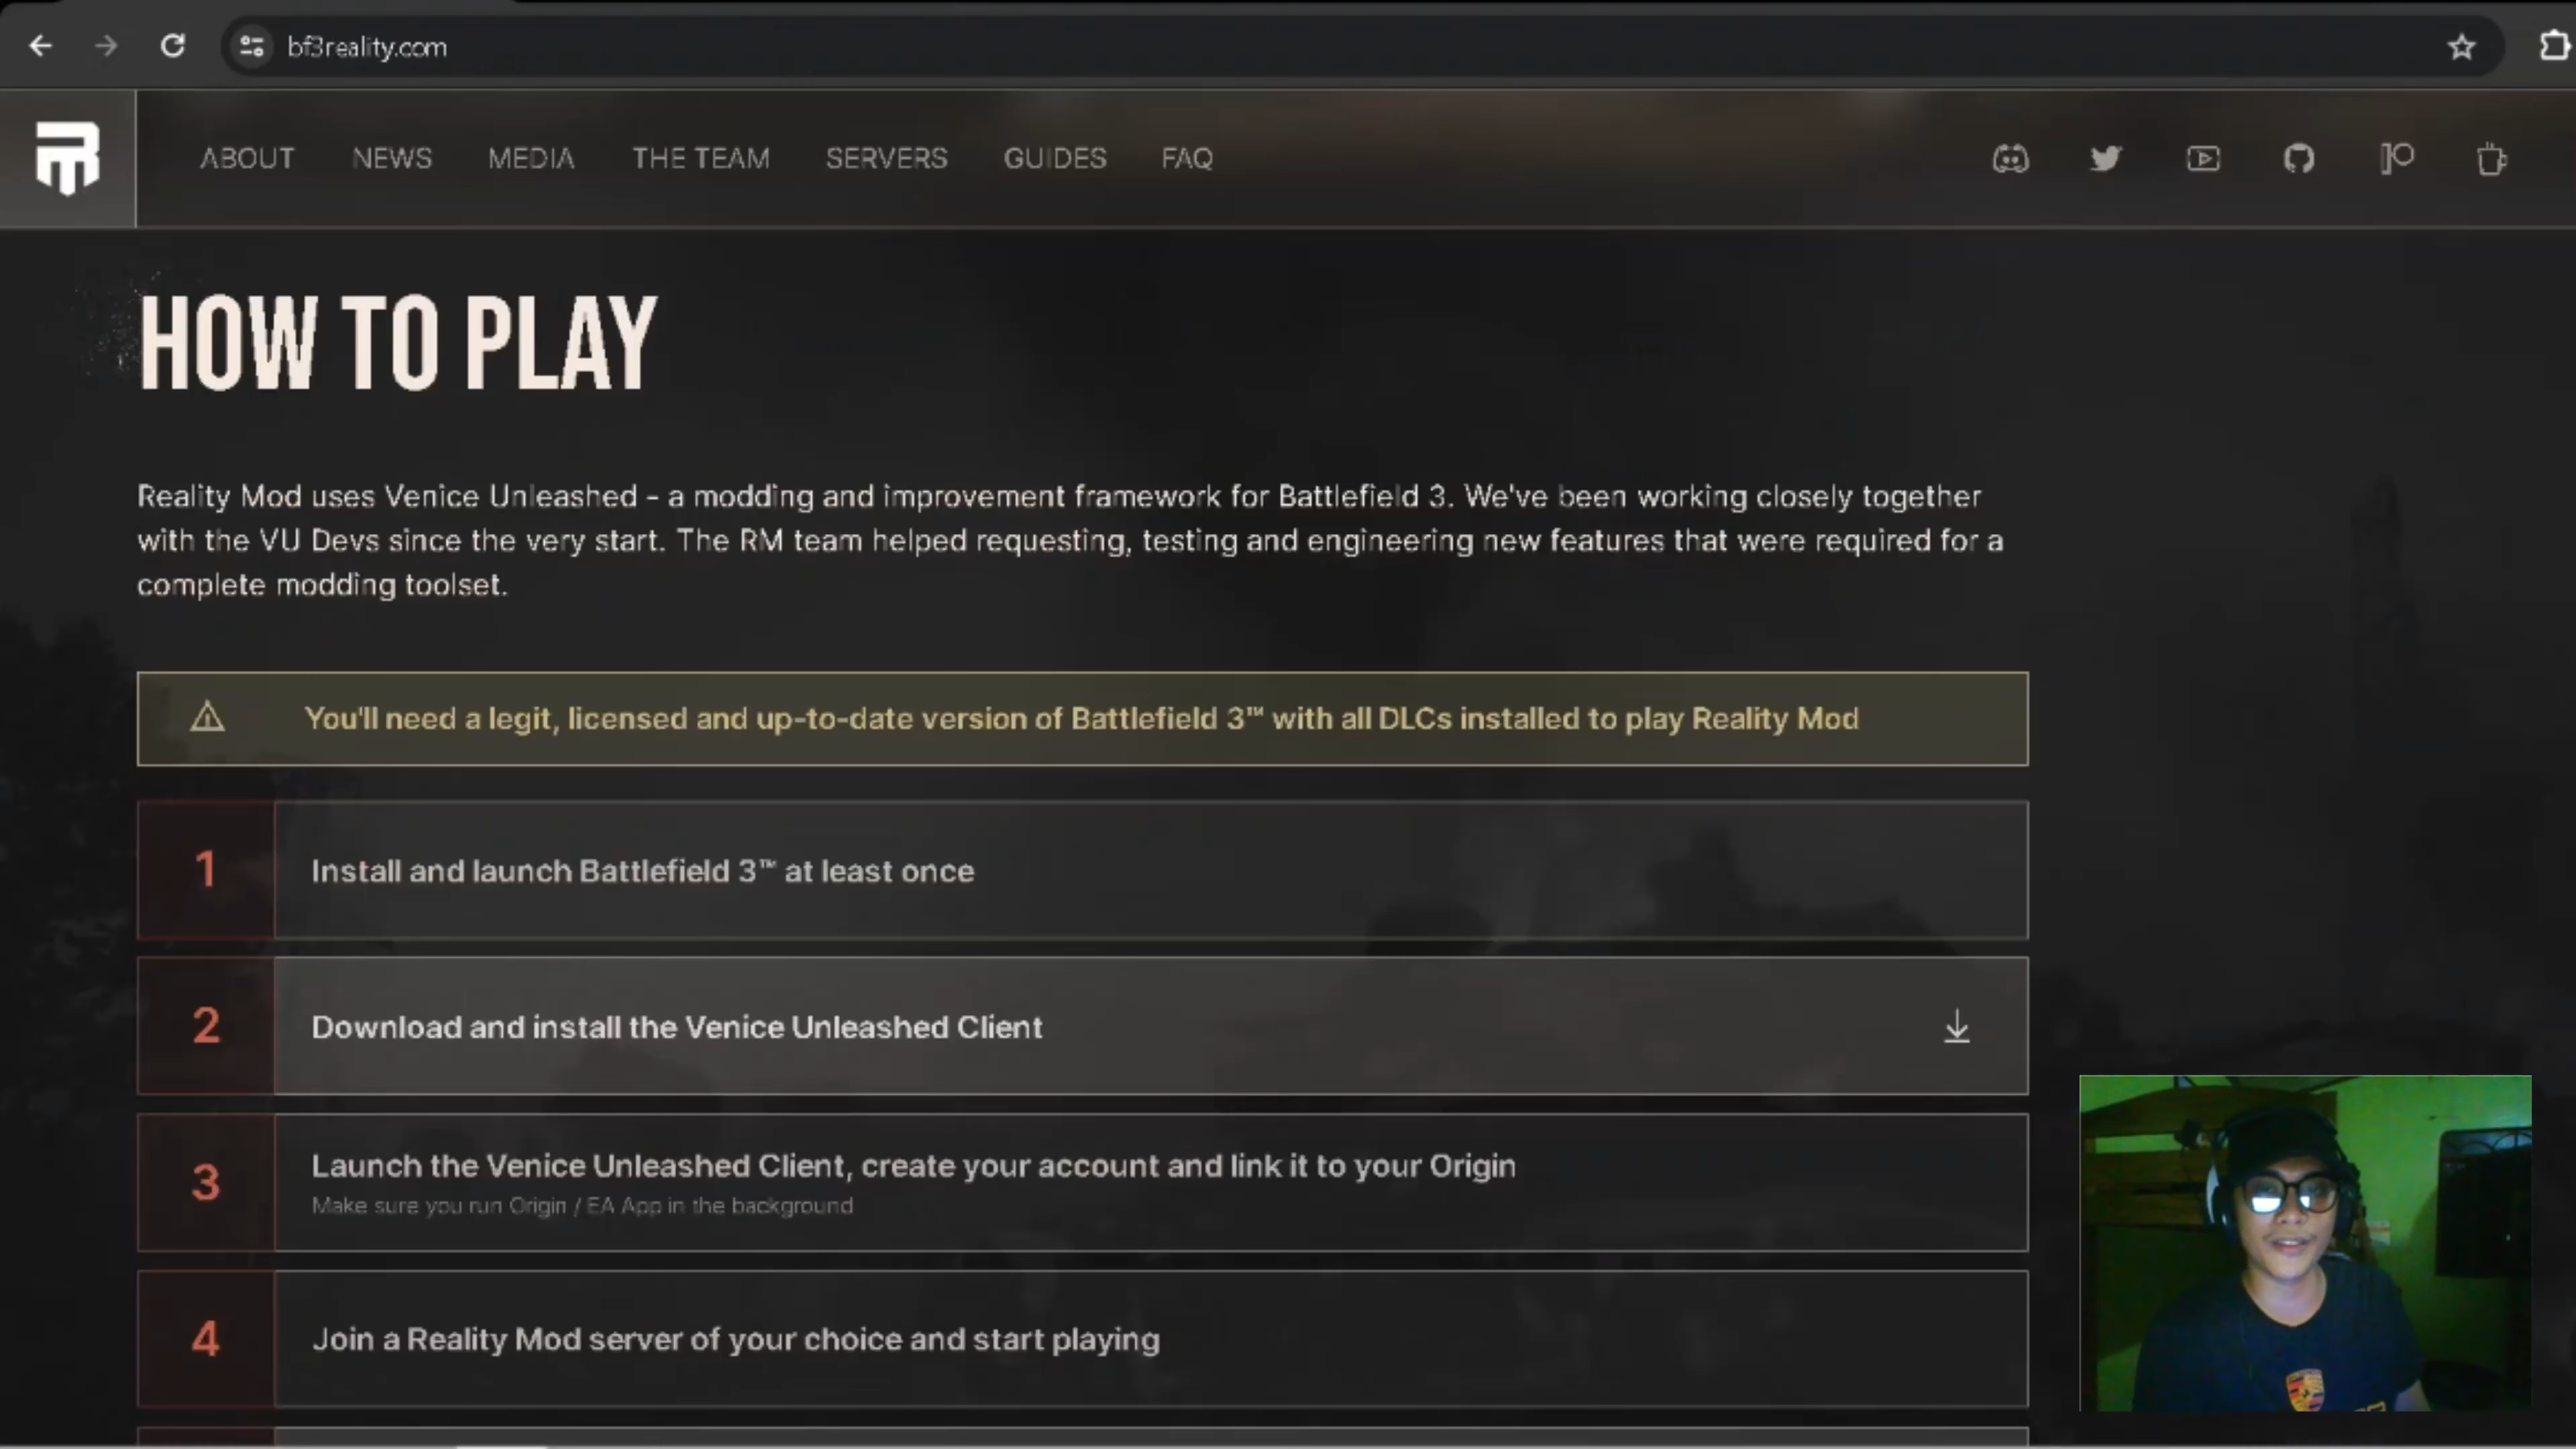 bf3reality.com
ABOUT NEWS MEDIA THE TEAM SERVERS GUIDES FAQ
HOW TO PLAY
Reality Mod uses Venice Unleashed - a modding and improvement framework for Battlefield 3. We've been working closely together
with the VU Devs since the very start. The RM team helped requesting, testing and engineering new features that were required for a
complete modding toolset.
You'll need a legit, licensed and up-to-date version of Battlefield 3™ with all DLCs installed to play Reality Mod
1 Install and launch Battlefield 3™ at least once
2 Download and install the Venice Unleashed Client
3 Launch the Venice Unleashed Client, create your account and link it to your Origin
Make sure you run Origin / EA App in the background
4 Join a Reality Mod server of your choice and start playing